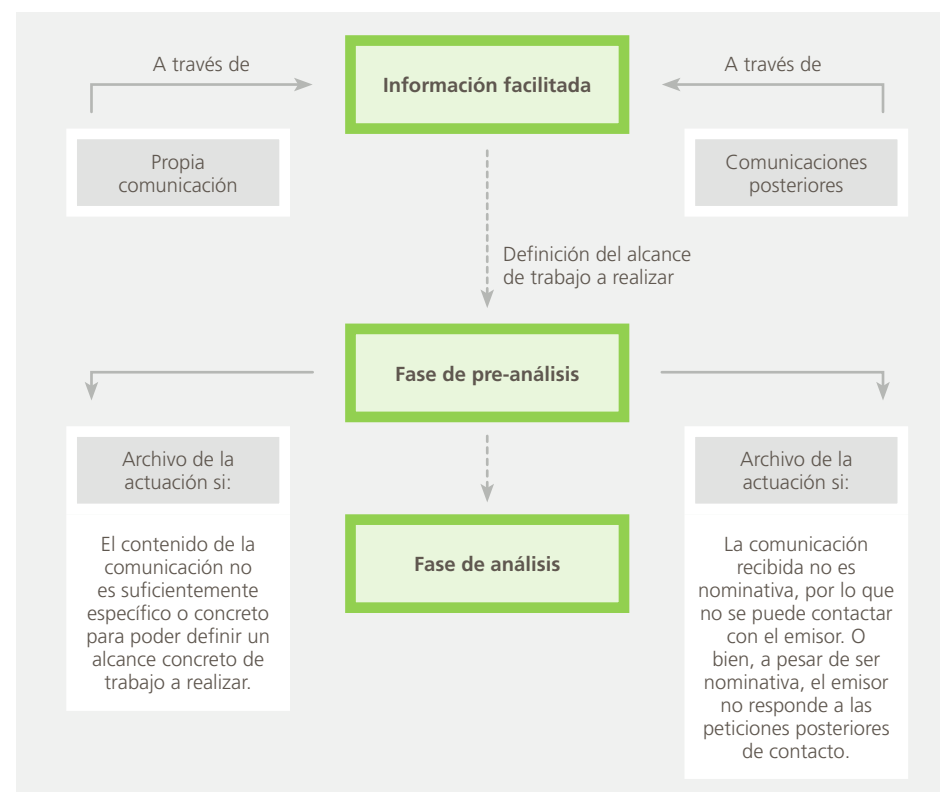 A través de
Información facilitada
A través de
Propia
comunicación
Comunicaciones
posteriores
Definición del alcance
de trabajo a realizar
Fase de pre-análisis
Archivo de la
actuación si:
El contenido de la
comunicación no
es suficientemente
específico o concreto
para poder definir un
alcance concreto de
trabajo a realizar.
Fase de análisis
Archivo de la
actuación si:
La comunicación
recibida no es
nominativa, por lo que
no se puede contactar
con el emisor. O
bien, a pesar de ser
nominativa, el emisor
no responde a las
peticiones posteriores
de contacto.